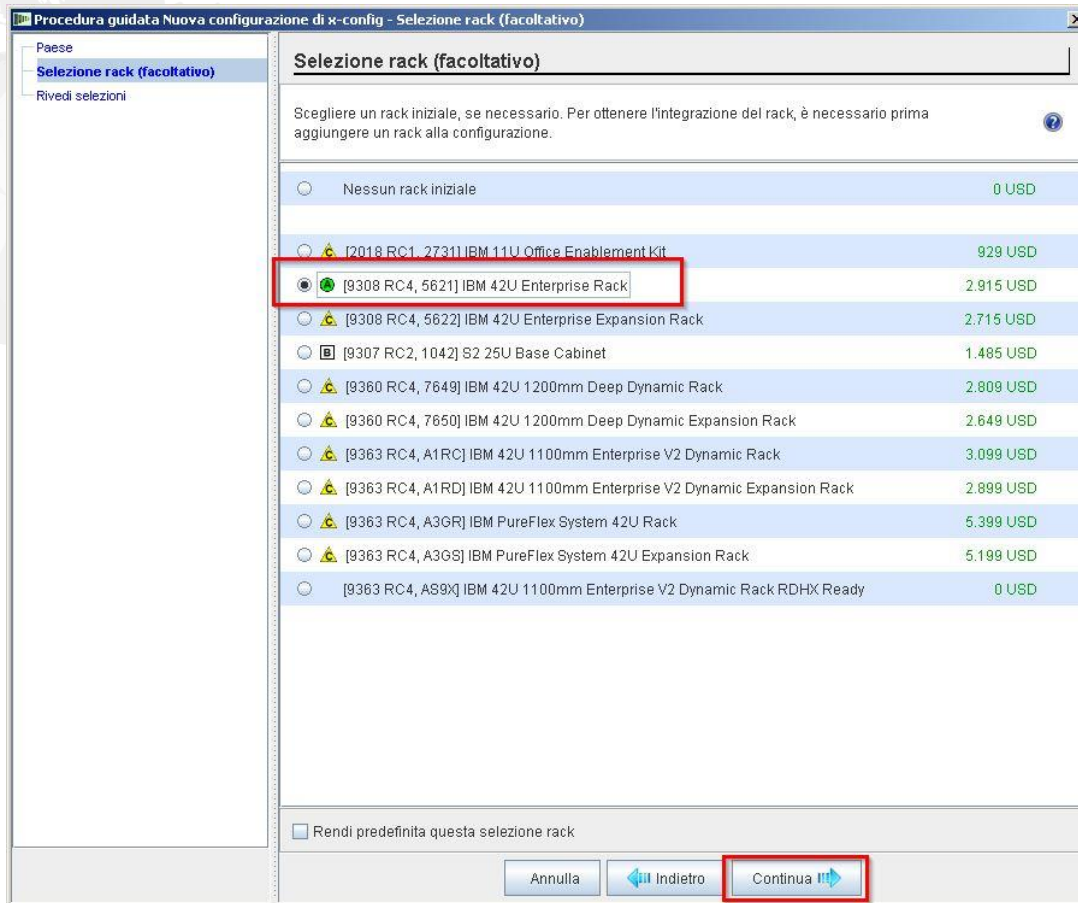 Procedura guidata Nuova configurazione di x-config - Selezione rack (facoltativo)
Paese
Selezione rack (facoltativo)
Rivedi selezioni
Selezione rack (facoltativo)
Scegliere un rack iniziale, se necessario. Per ottenere l'integrazione del rack, è necessario prima
aggiungere un rack alla configurazione.
Nessun rack iniziale 0 USD
C [2018 RC1, 2731] IBM 11U Office Enablement Kit 929 USD
A [9308 RC4, 5621] IBM 42U Enterprise Rack 2.915 USD
C [9308 RC4, 5622] IBM 42U Enterprise Expansion Rack 2.715 USD
B [9307 RC2, 1042] S2 25U Base Cabinet 1.485 USD
C [9360 RC4, 7649] IBM 42U 1200mm Deep Dynamic Rack 2.809 USD
C [9360 RC4, 7650] IBM 42U 1200mm Deep Dynamic Expansion Rack 2.649 USD
C [9363 RC4, A1RC] IBM 42U 1100mm Enterprise V2 Dynamic Rack 3.099 USD
C [9363 RC4, A1RD] IBM 42U 1100mm Enterprise V2 Dynamic Expansion Rack 2.899 USD
C [9363 RC4, A3GR] IBM PureFlex System 42U Rack 5.399 USD
C [9363 RC4, A3GS] IBM PureFlex System 42U Expansion Rack 5.199 USD
[9363 RC4, AS9X] IBM 42U 1100mm Enterprise V2 Dynamic Rack RDHX Ready 0 USD
Rendi predefinita questa selezione rack
Annulla Indietro Continua